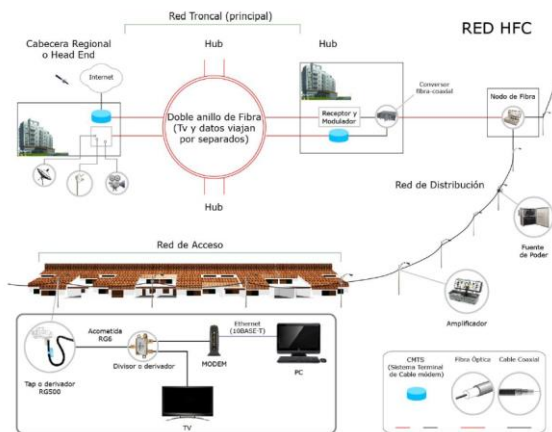 RED HFC
Red Troncal (principal)
Cabecera Regional
o Head End
Hub
Hub
Internet
Conversor
fibra-coaxial
Receptor y
Modulador
Nodo de Fibra
Doble anillo de Fibra
(Tv y datos viajan
por separados)
Hub
Red de Distribución
Red de Acceso
Fuente
de Poder
Amplificador
Acometida
RG6
Ethernet
(10BASE-T)
Tap o derivador
RG500
Divisor o derivador
MODEM
PC
TV
CMTS
(Sistema Terminal
de Cable módem)
Fibra Óptica
Cable Coaxial